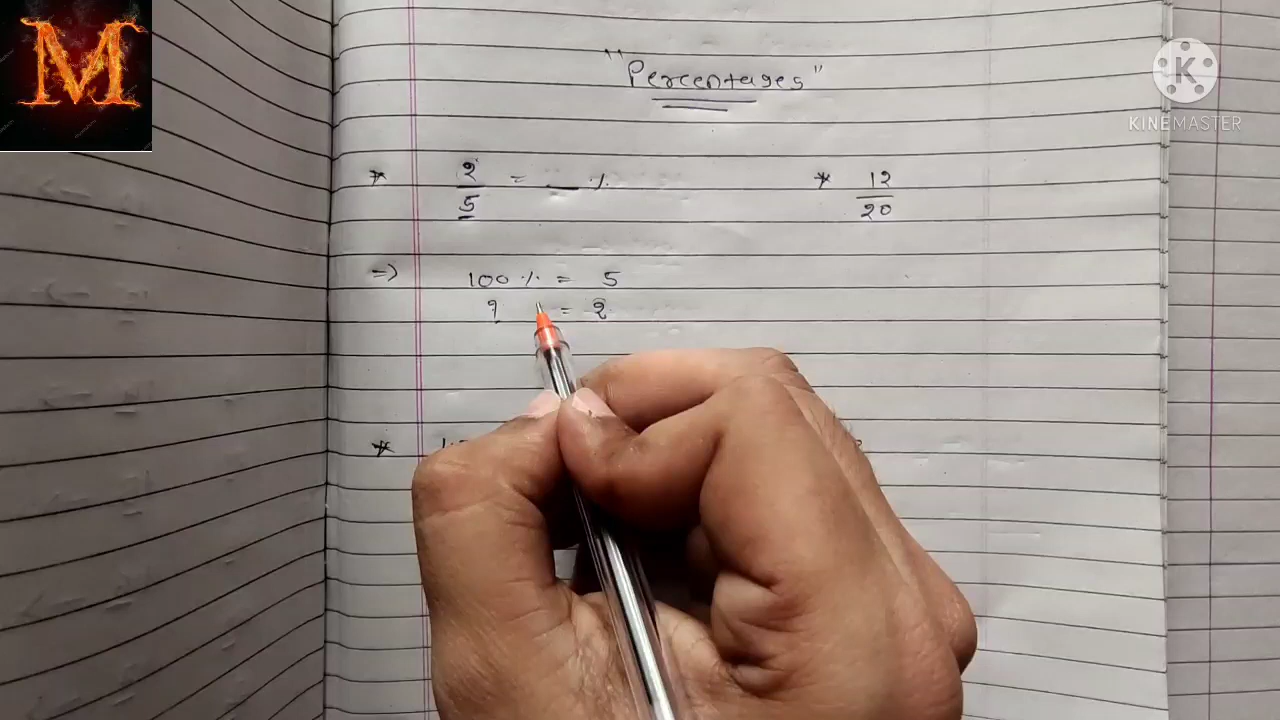 M
K
KINEMASTER
"Percentages"
* 2/5 = __ %
* 12/20
=> 100 % = 5
? = 2
*